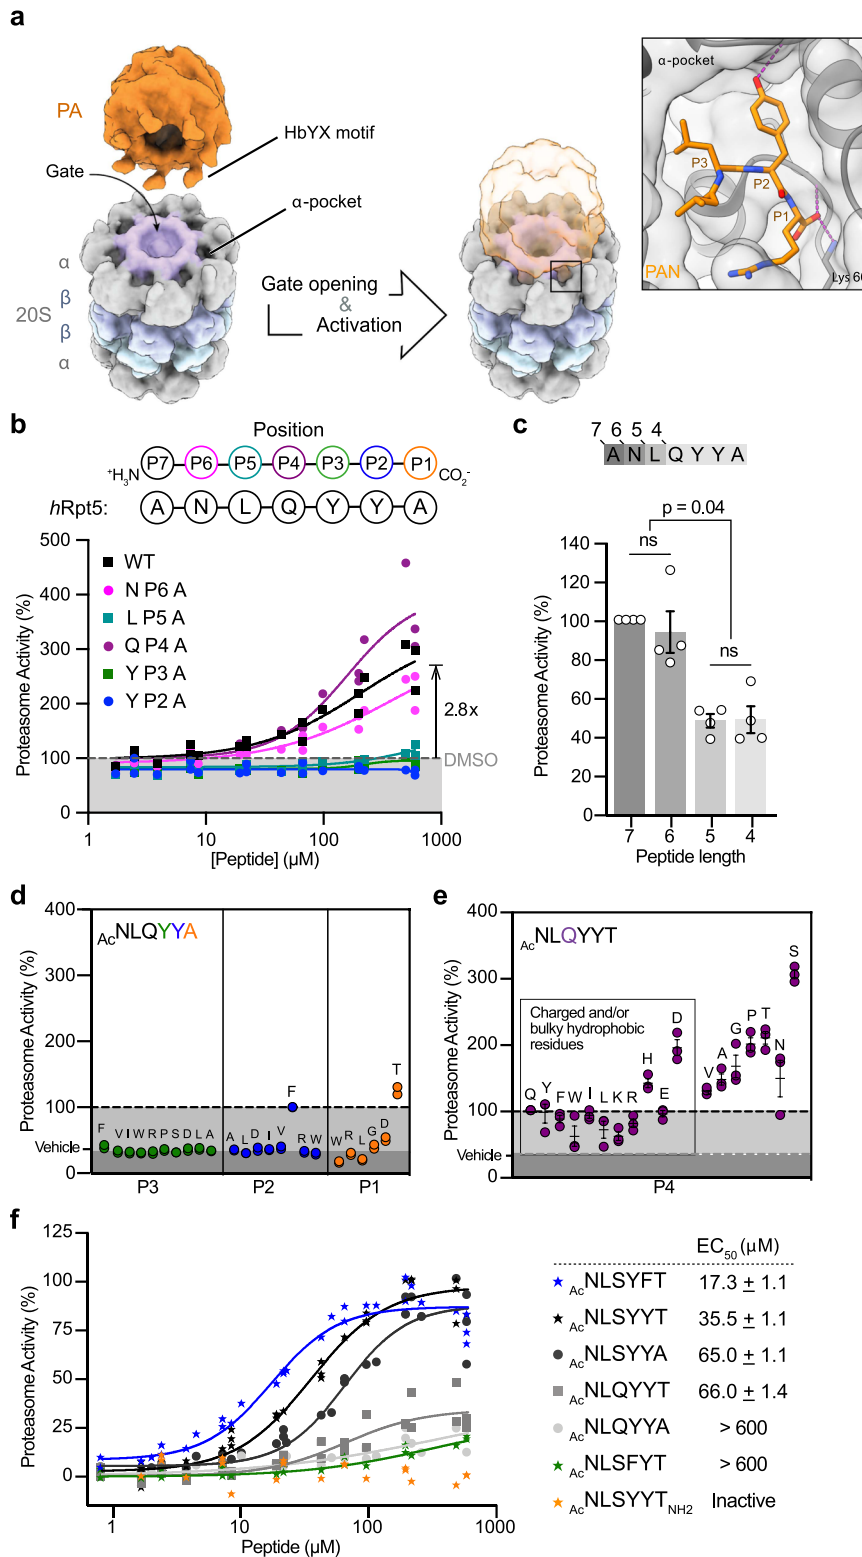 a
PA
HbYX motif
Gate
α-pocket
α
β
20S
β
α
Gate opening
&
Activation
α-pocket
P3
P2
P1
PAN
Lys 66
b
Position
+H3N P7 P6 P5 P4 P3 P2 P1 CO2-
hRpt5: A N L Q Y Y A
Proteasome Activity (%)
500
400
300
200
100
0
WT
N P6 A
L P5 A
Q P4 A
Y P3 A
Y P2 A
2.8x
DMSO
1 10 100 1000
[Peptide] (µM)
c
7 6 5 4
A N L Q Y Y A
p = 0.04
ns
ns
Proteasome Activity (%)
140
120
100
80
60
40
20
0
7 6 5 4
Peptide length
d
AcNLQYYA
Proteasome Activity (%)
400
300
200
100
Vehicle
0
F V I W R P S D L A
A L D I V F R W
W R L G D T
P3 P2 P1
e
AcNLQYYT
Proteasome Activity (%)
400
300
200
100
Vehicle
0
Charged and/or
bulky hydrophobic
residues
Q Y F W I L K R H E D
V A G P T N S
P4
f
Proteasome Activity (%)
125
100
75
50
25
0
1 10 100 1000
Peptide (µM)
EC50 (µM)
AcNLSYFT 17.3 ± 1.1
AcNLSYYT 35.5 ± 1.1
AcNLSYYA 65.0 ± 1.1
AcNLQYYT 66.0 ± 1.4
AcNLQYYA > 600
AcNLSFYT > 600
AcNLSYYTNH2 Inactive